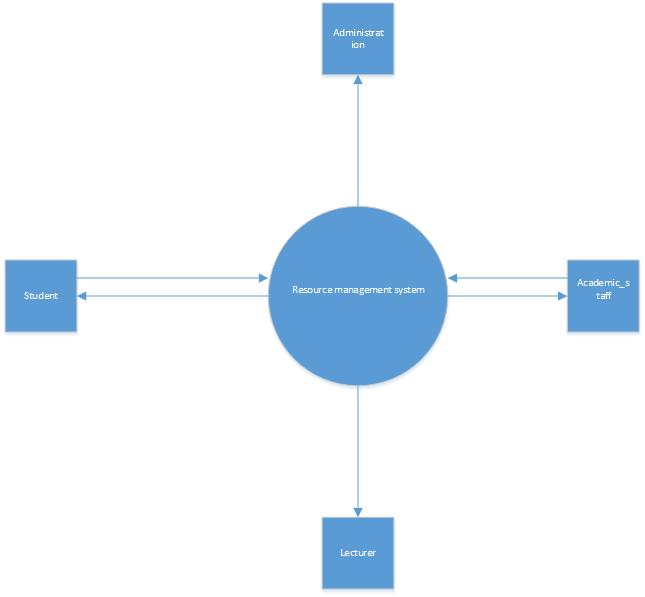 Administrat
ion
Student
Resource management system
Academic_s
taff
Lecturer